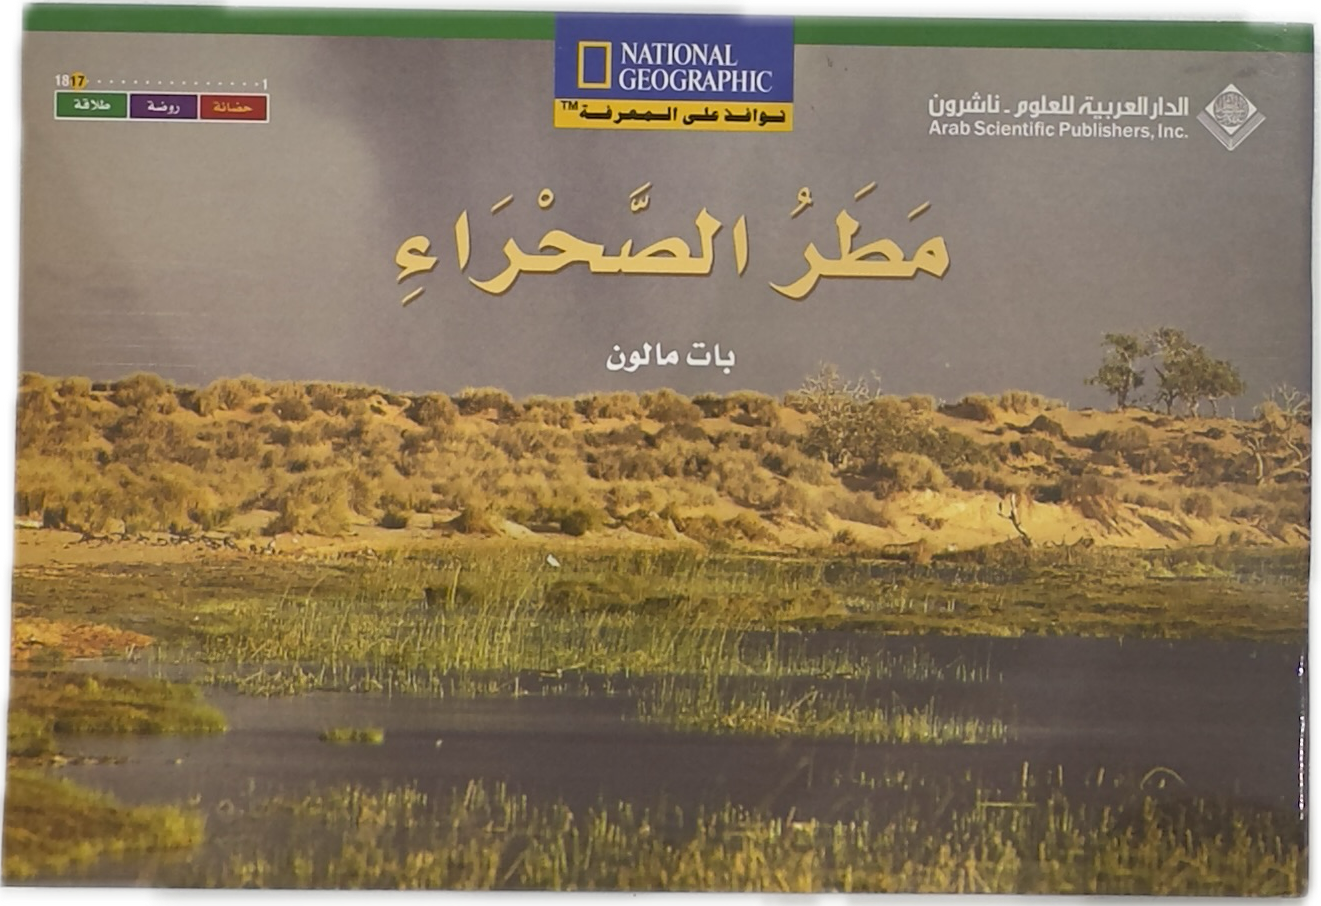 NATIONAL
GEOGRAPHIC
نوافذ على المعرفة™
الدار العربية للعلوم - ناشرون
Arab Scientific Publishers, Inc.
1817 . . . . . . . . . . . . . . . 1
حضانة روضة طلاقة
مَطَرُ الصَّحْرَاءِ
بات مالون